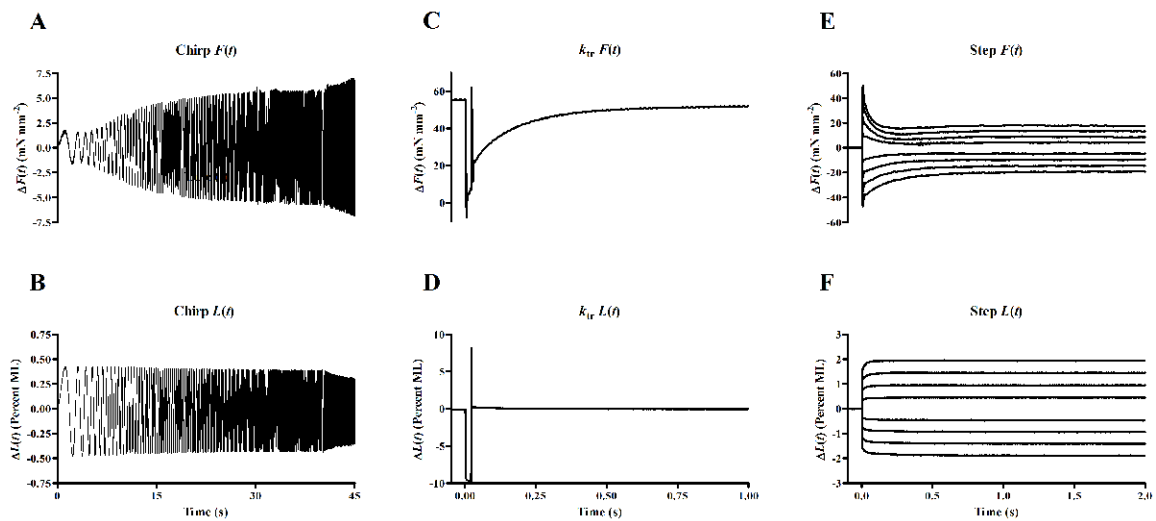 A
Chirp F(t)
ΔF(t) (mN mm⁻²)
7.5
5.0
2.5
0.0
-2.5
-5.0
-7.5
B
Chirp L(t)
ΔL(t) (Percent ML)
0.75
0.50
0.25
0.00
-0.25
-0.50
-0.75
0
15
30
45
Time (s)
C
kₜᵣ F(t)
ΔF(t) (mN mm⁻²)
60
40
20
0
D
kₜᵣ L(t)
ΔL(t) (Percent ML)
10
5
0
-5
-10
0,00
0,25
0,50
0,75
1,00
Time (s)
E
Step F(t)
ΔF(t) (mN mm⁻²)
60
40
20
0
-20
-40
-60
F
Step L(t)
ΔL(t) (Percent ML)
3
2
1
0
-1
-2
-3
0,0
0,5
1,0
1,5
2,0
Time (s)